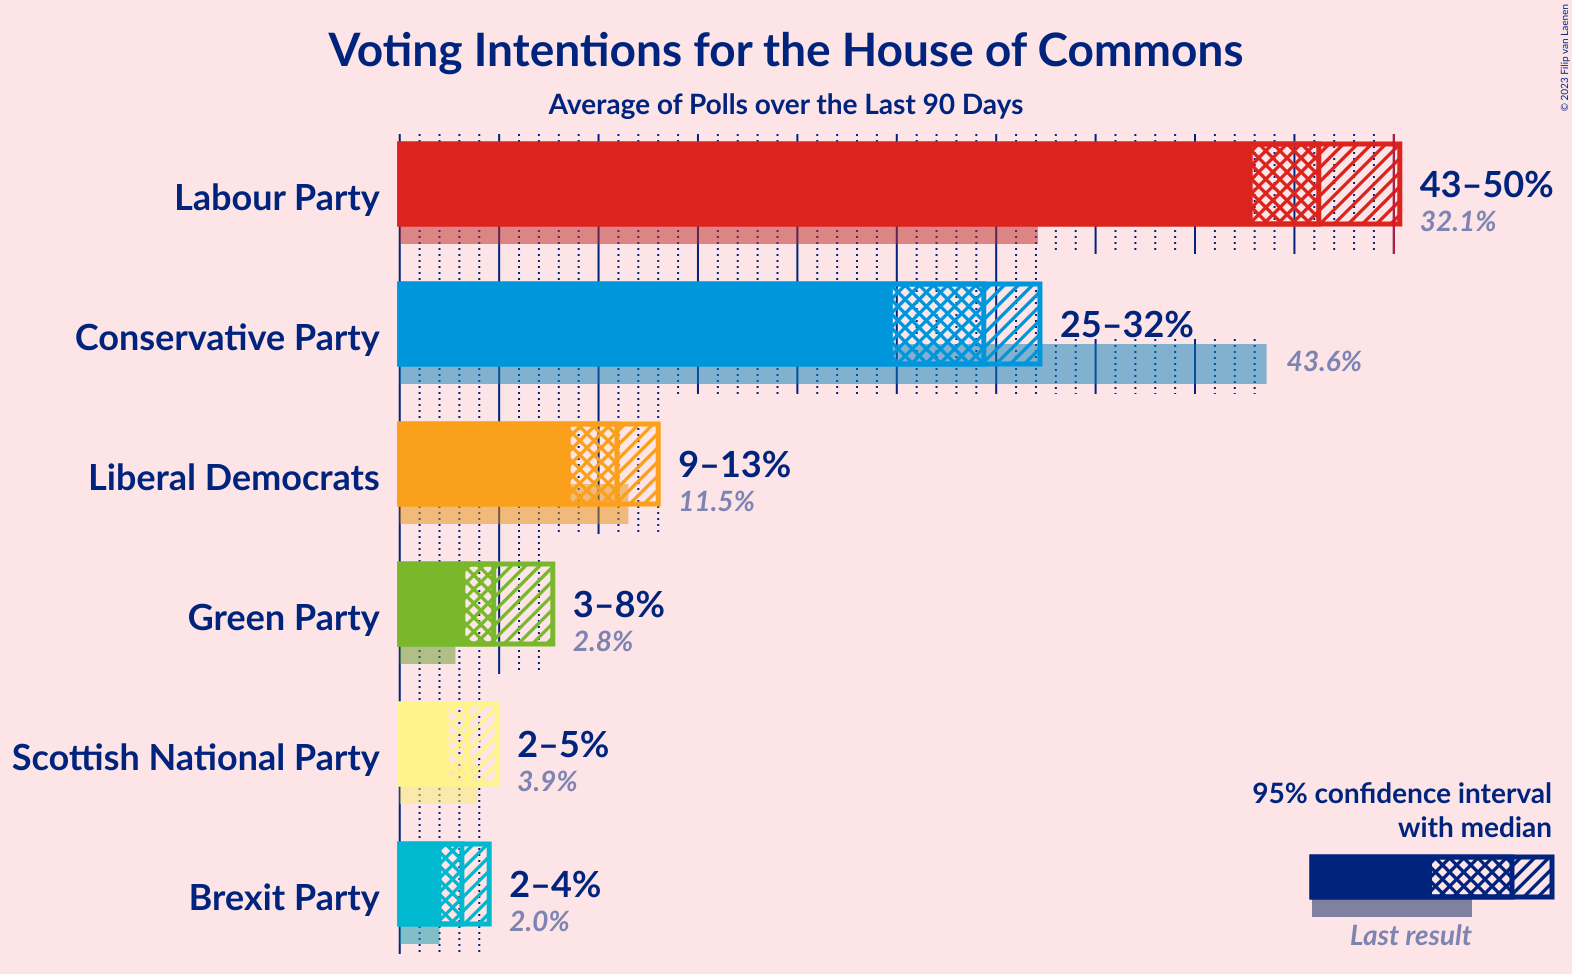 Voting Intentions for the House of Commons
Average of Polls over the Last 90 Days
© 2023 Filip van Laenen
Labour Party
43–50%
32.1%
Conservative Party
25–32%
43.6%
Liberal Democrats
9–13%
11.5%
Green Party
3–8%
2.8%
Scottish National Party
2–5%
3.9%
Brexit Party
2–4%
2.0%
95% confidence interval
with median
Last result